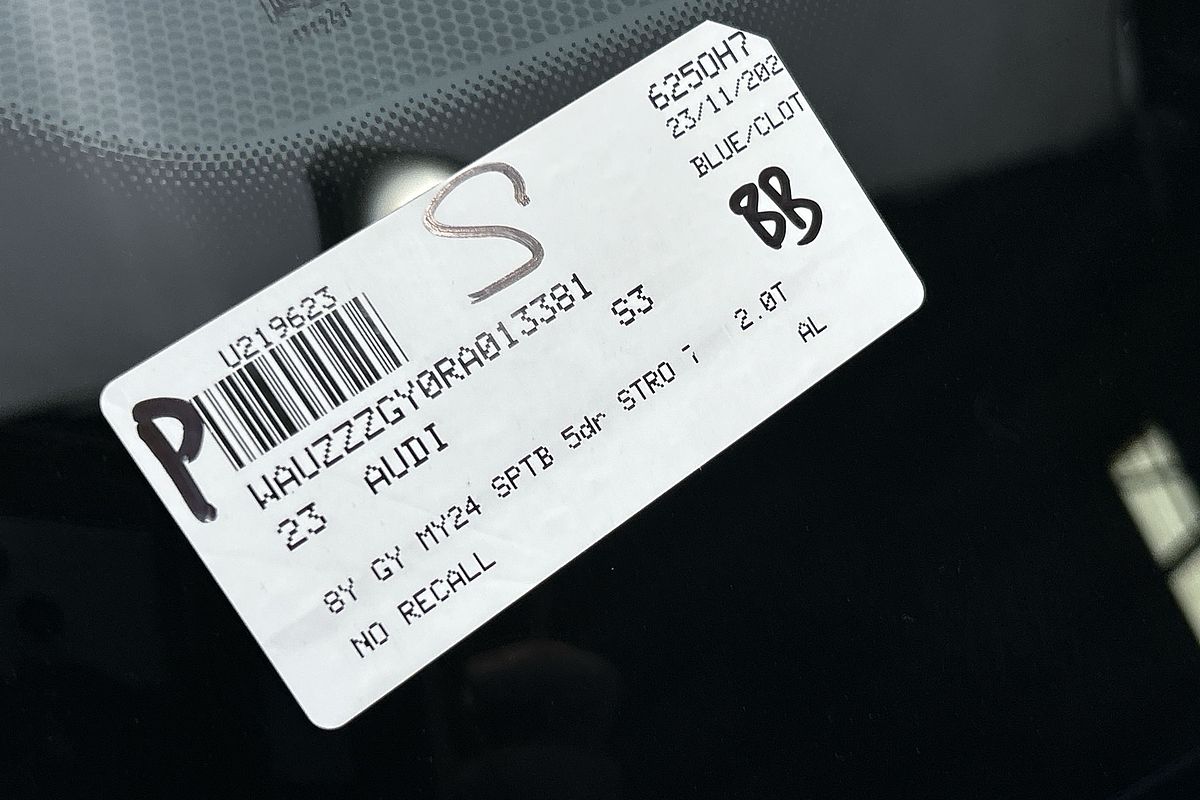 U219623
S
6250H7
23/11/202
BLUE/CLOT
BB
P
WAUZZZGY0RA013381
23 AUDI S3
8Y GY MY24 SPTB 5dr STRO 7 2.0T
NO RECALL AL